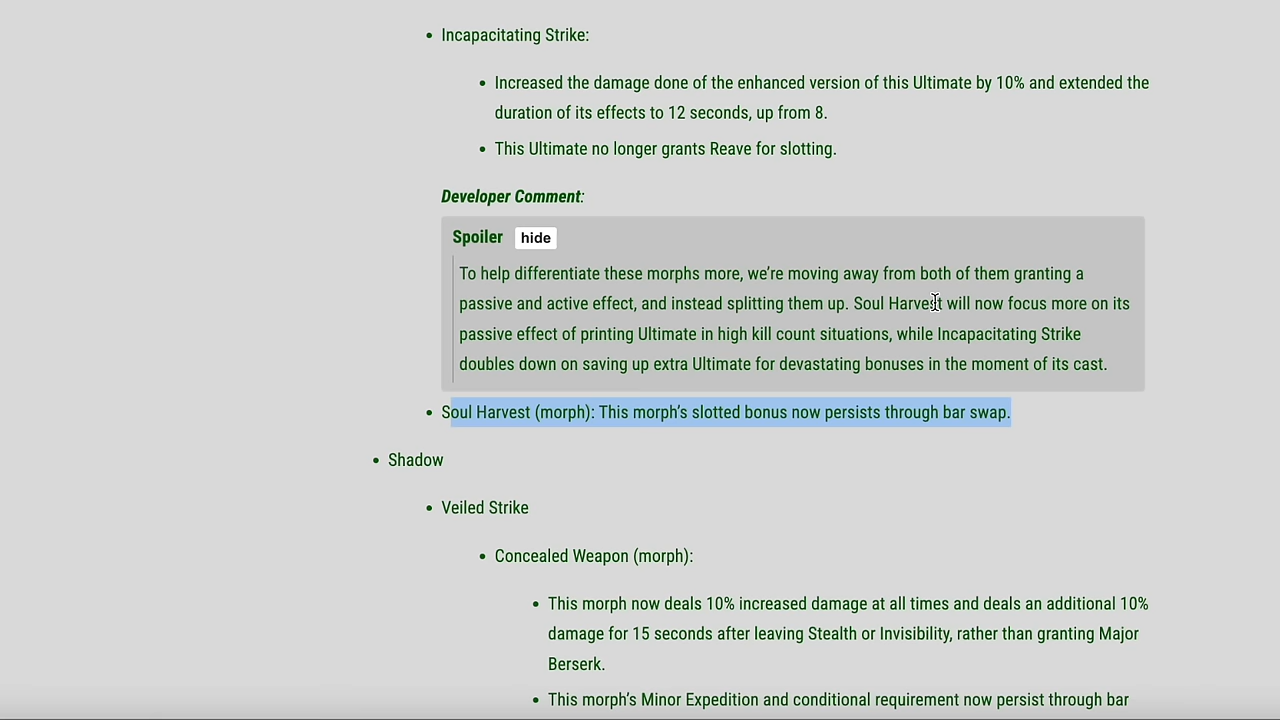 Incapacitating Strike:
Increased the damage done of the enhanced version of this Ultimate by 10% and extended the
duration of its effects to 12 seconds, up from 8.
This Ultimate no longer grants Reave for slotting.
Developer Comment:
Spoiler hide
To help differentiate these morphs more, we’re moving away from both of them granting a
passive and active effect, and instead splitting them up. Soul Harvest will now focus more on its
passive effect of printing Ultimate in high kill count situations, while Incapacitating Strike
doubles down on saving up extra Ultimate for devastating bonuses in the moment of its cast.
Soul Harvest (morph): This morph’s slotted bonus now persists through bar swap.
Shadow
Veiled Strike
Concealed Weapon (morph):
This morph now deals 10% increased damage at all times and deals an additional 10%
damage for 15 seconds after leaving Stealth or Invisibility, rather than granting Major
Berserk.
This morph’s Minor Expedition and conditional requirement now persist through bar